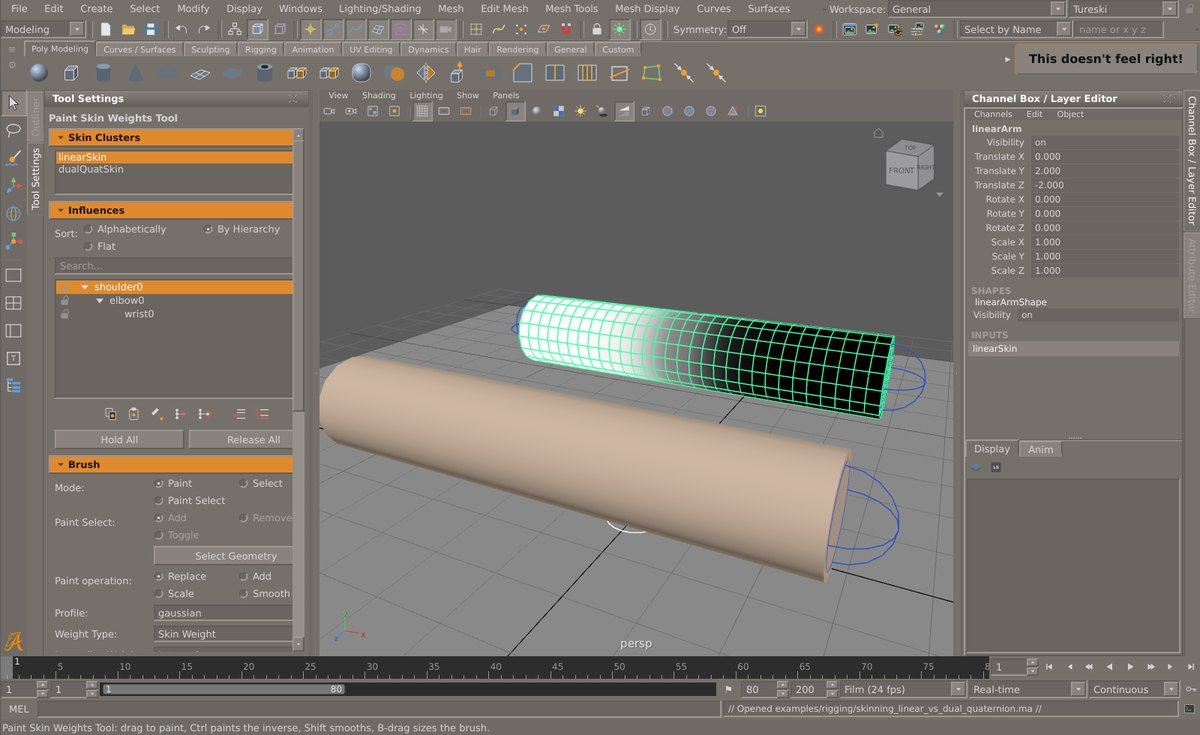 File Edit Create Select Modify Display Windows Lighting/Shading Mesh Edit Mesh Mesh Tools Mesh Display Curves Surfaces Workspace: General Tureski
Modeling Symmetry: Off Select by Name name or x y z
Poly Modeling Curves / Surfaces Sculpting Rigging Animation UV Editing Dynamics Hair Rendering General Custom
This doesn't feel right!
Outliner
Tool Settings
Tool Settings
Paint Skin Weights Tool
Skin Clusters
linearSkin
dualQuatSkin
Influences
Sort: Alphabetically By Hierarchy
Flat
Search...
shoulder0
elbow0
wrist0
Hold All Release All
Brush
Mode: Paint Select
Paint Select
Paint Select: Add Remove
Toggle
Select Geometry
Paint operation: Replace Add
Scale Smooth
Profile: gaussian
Weight Type: Skin Weight
View Shading Lighting Show Panels
TOP
FRONT RIGHT
y
x
z
persp
Channel Box / Layer Editor
Channels Edit Object
linearArm
Visibility on
Translate X 0.000
Translate Y 2.000
Translate Z -2.000
Rotate X 0.000
Rotate Y 0.000
Rotate Z 0.000
Scale X 1.000
Scale Y 1.000
Scale Z 1.000
SHAPES
linearArmShape
Visibility on
INPUTS
linearSkin
Display Anim
Channel Box / Layer Editor
Attribute Editor
1 5 10 15 20 25 30 35 40 45 50 55 60 65 70 75 8 1
1 1 1 80 80 200 Film (24 fps) Real-time Continuous
MEL // Opened examples/rigging/skinning_linear_vs_dual_quaternion.ma //
Paint Skin Weights Tool: drag to paint, Ctrl paints the inverse, Shift smooths, B-drag sizes the brush.